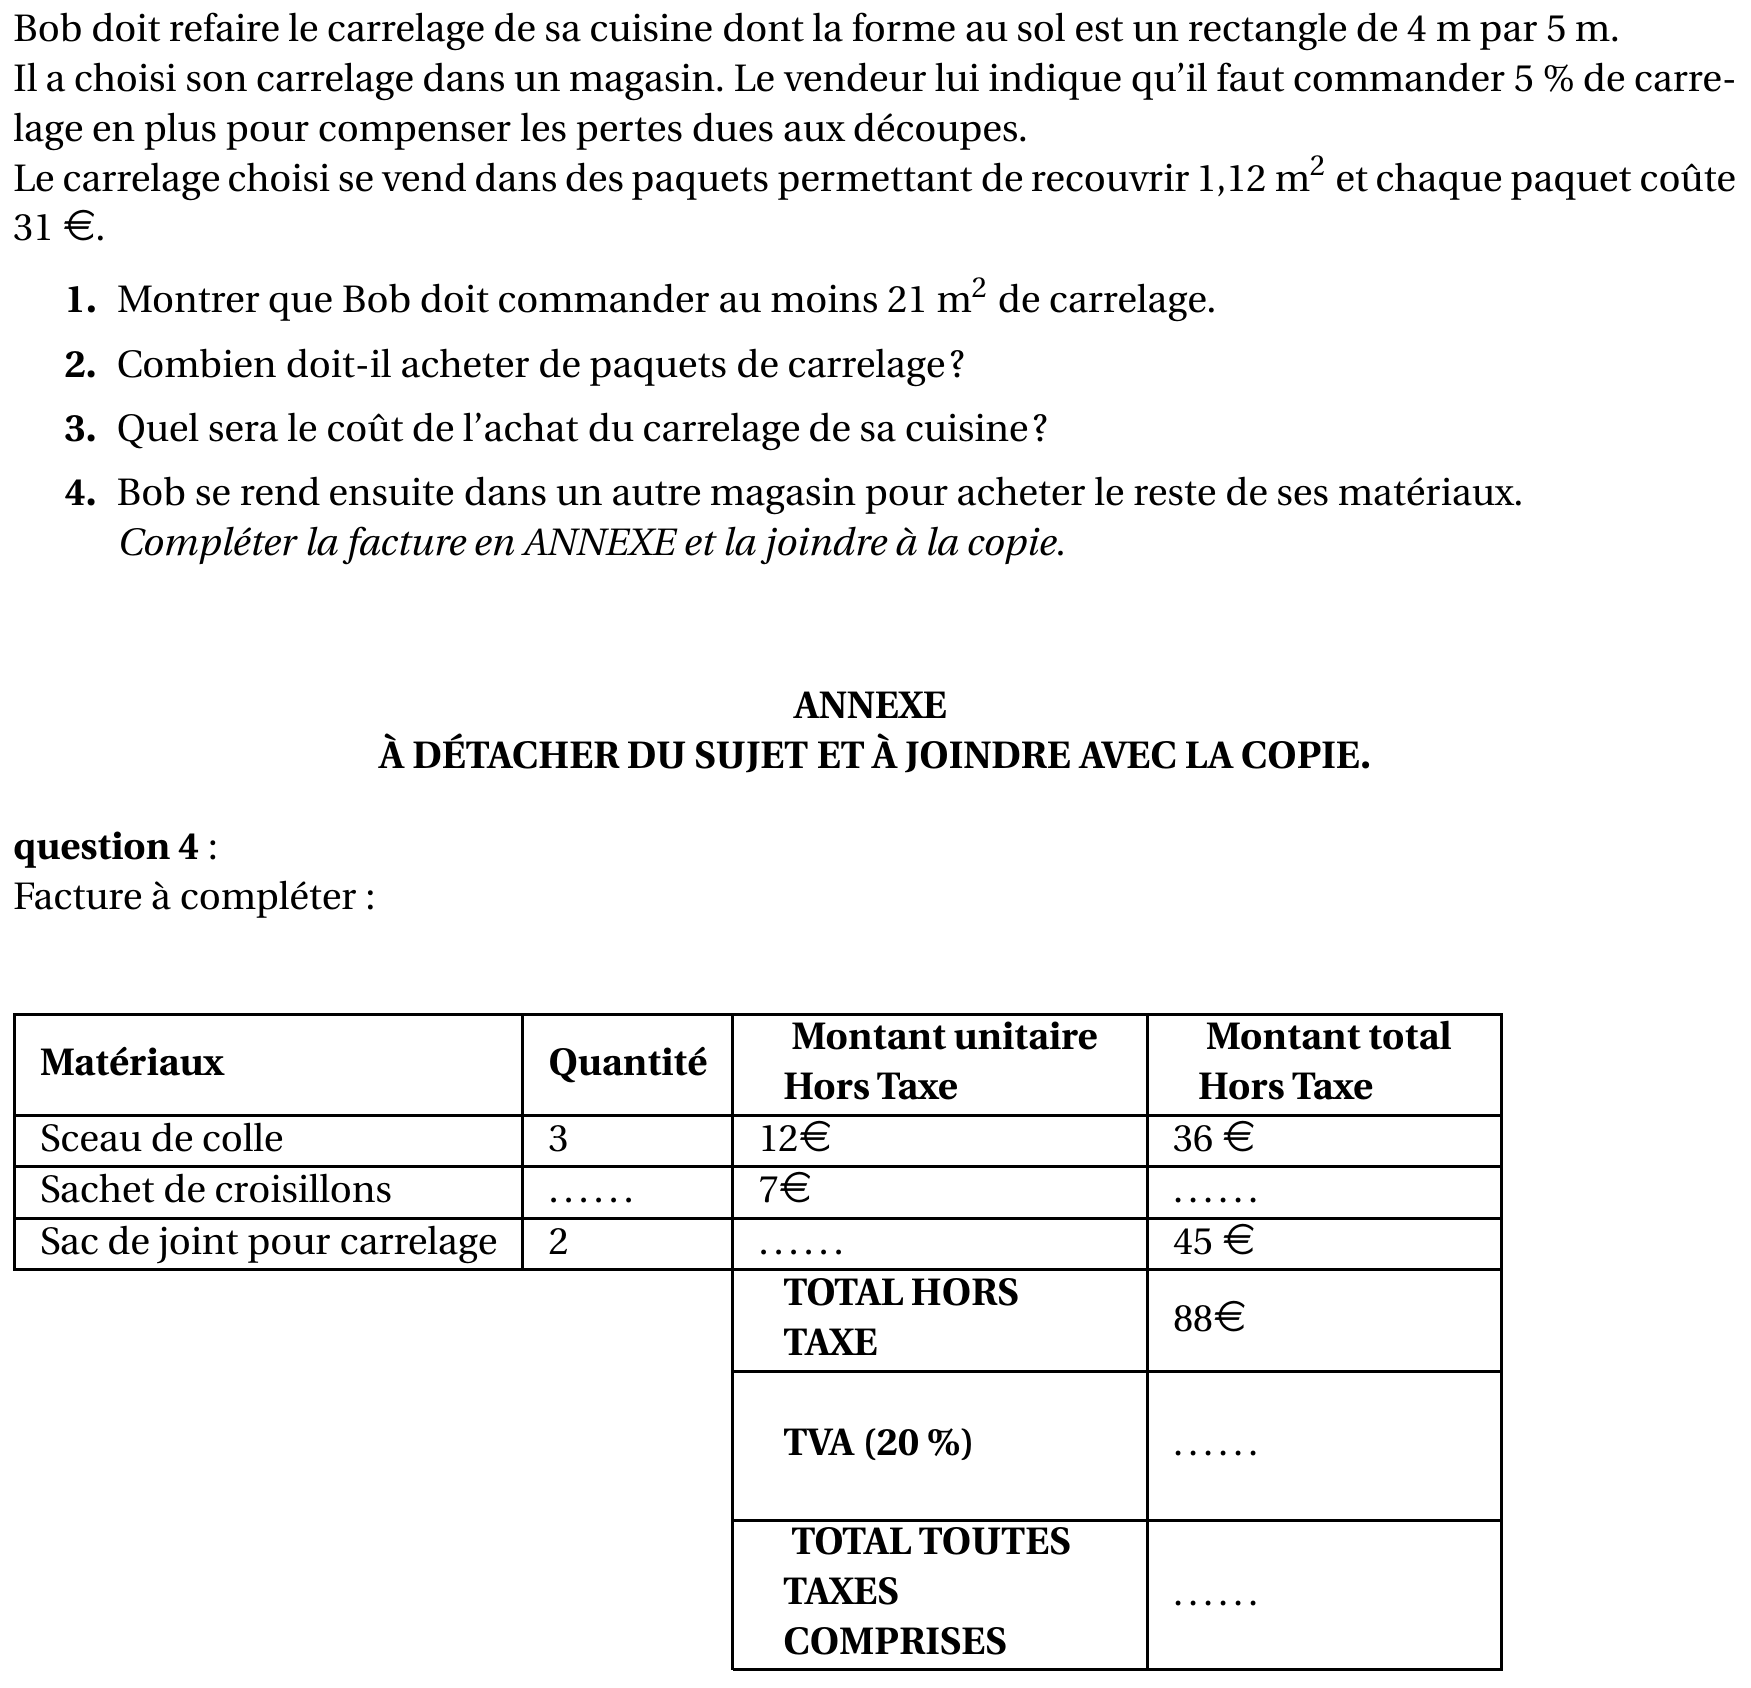 Bob doit refaire le carrelage de sa cuisine dont la forme au sol est un rectangle de 4 m par 5 m.
Il a choisi son carrelage dans un magasin. Le vendeur lui indique qu'il faut commander 5 % de carre-
lage en plus pour compenser les pertes dues aux découpes.
Le carrelage choisi se vend dans des paquets permettant de recouvrir 1,12 m² et chaque paquet coûte
31 €.
1. Montrer que Bob doit commander au moins 21 m² de carrelage.
2. Combien doit-il acheter de paquets de carrelage?
3. Quel sera le coût de l'achat du carrelage de sa cuisine?
4. Bob se rend ensuite dans un autre magasin pour acheter le reste de ses matériaux.
Compléter la facture en ANNEXE et la joindre à la copie.
ANNEXE
À DÉTACHER DU SUJET ET À JOINDRE AVEC LA COPIE.
question 4 :
Facture à compléter :
Matériaux Quantité Montant unitaire Hors Taxe Montant total Hors Taxe
Sceau de colle 3 12€ 36 €
Sachet de croisillons ...... 7€ ......
Sac de joint pour carrelage 2 ...... 45 €
TOTAL HORS
TAXE 88€
TVA (20 %) ......
TOTAL TOUTES
TAXES ......
COMPRISES